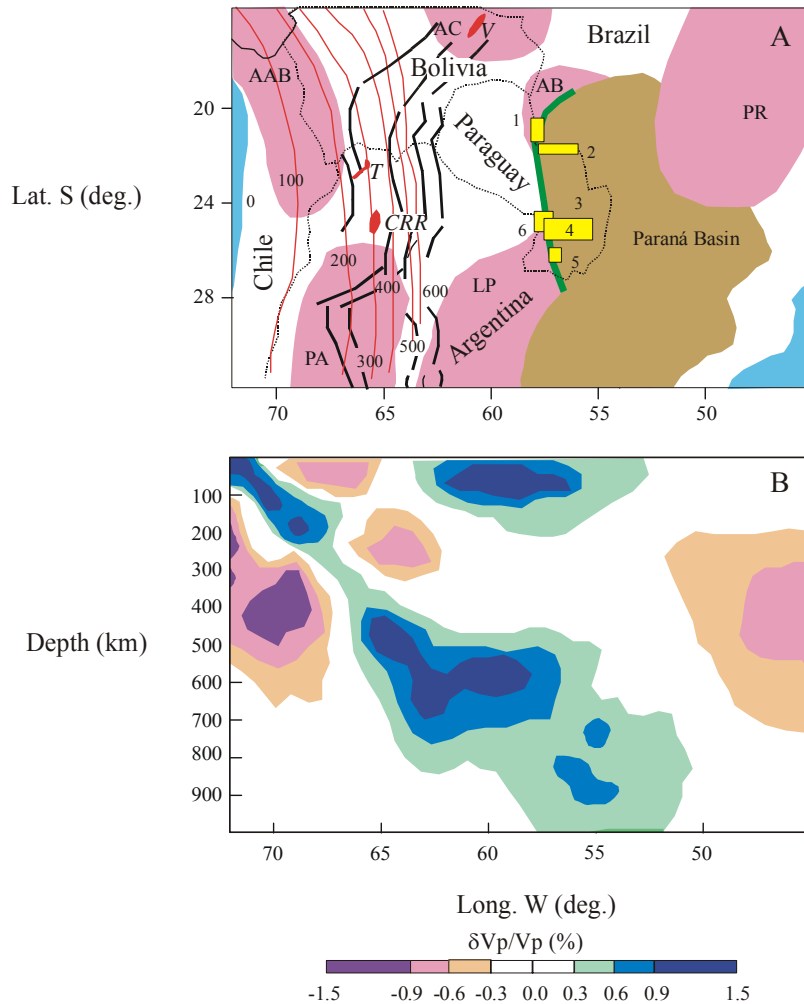 AC
V
Brazil
A
AAB
Bolivia
AB
PR
20
1
Paraguay
2
T
100
Lat. S (deg.)
0
24
3
CRR
6
4
Paraná Basin
Chile
200
5
400
LP
600
28
Argentina
500
PA
300
70
65
60
55
50
B
100
200
300
400
Depth (km)
500
600
700
800
900
70
65
60
55
50
Long. W (deg.)
δVp/Vp (%)
-1.5 -0.9 -0.6 -0.3 0.0 0.3 0.6 0.9 1.5